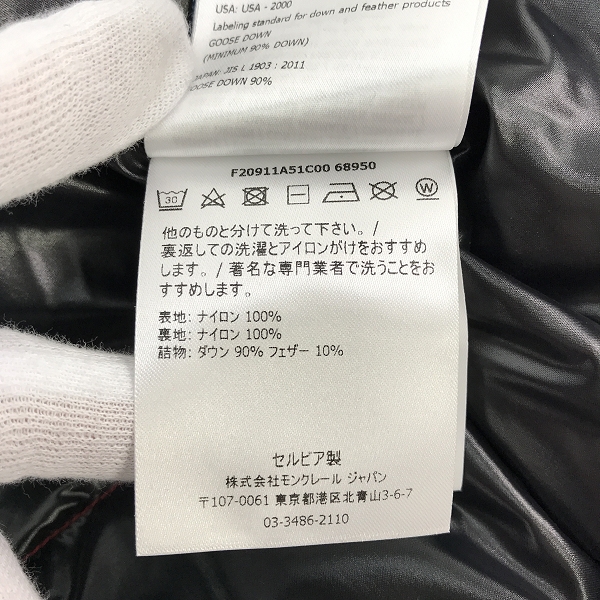 USA: USA - 2000
Labeling standard for down and feather products
GOOSE DOWN
(MINIMUM 90% DOWN)
JAPAN: JIS L 1903 : 2011
GOOSE DOWN 90%
F20911A51C00 68950
30
W
他のものと分けて洗って下さい。/
裏返しての洗濯とアイロンがけをおすすめ
します。/ 著名な専門業者で洗うことをお
すすめします。
表地: ナイロン 100%
裏地: ナイロン 100%
詰物: ダウン 90% フェザー 10%
セルビア製
株式会社モンクレール ジャパン
〒107-0061 東京都港区北青山3-6-7
03-3486-2110